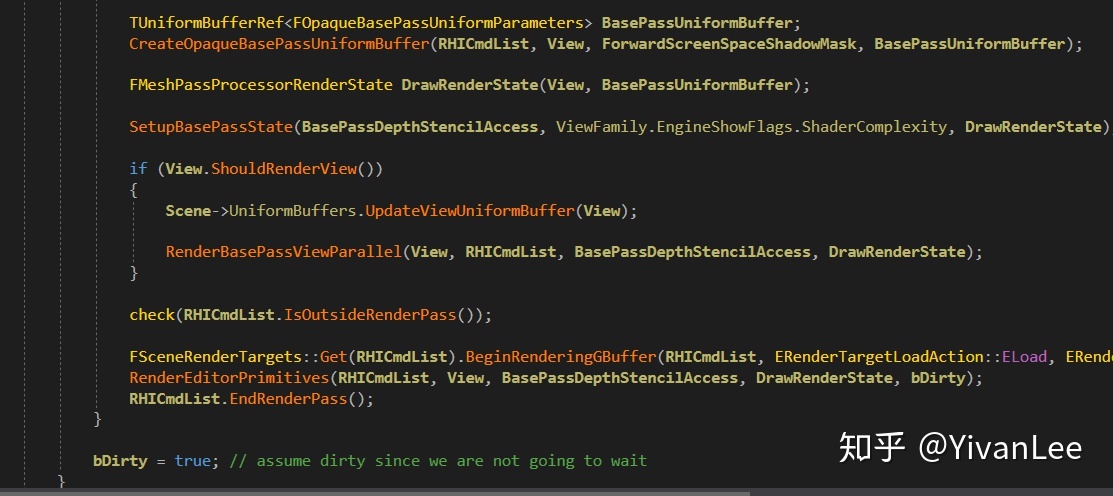 TUniformBufferRef<FOpaqueBasePassUniformParameters> BasePassUniformBuffer;
CreateOpaqueBasePassUniformBuffer(RHICmdList, View, ForwardScreenSpaceShadowMask, BasePassUniformBuffer);
FMeshPassProcessorRenderState DrawRenderState(View, BasePassUniformBuffer);
SetupBasePassState(BasePassDepthStencilAccess, ViewFamily.EngineShowFlags.ShaderComplexity, DrawRenderState)
if (View.ShouldRenderView())
{
Scene->UniformBuffers.UpdateViewUniformBuffer(View);
RenderBasePassViewParallel(View, RHICmdList, BasePassDepthStencilAccess, DrawRenderState);
}
check(RHICmdList.IsOutsideRenderPass());
FSceneRenderTargets::Get(RHICmdList).BeginRenderingGBuffer(RHICmdList, ERenderTargetLoadAction::ELoad, ERende
RenderEditorPrimitives(RHICmdList, View, BasePassDepthStencilAccess, DrawRenderState, bDirty);
RHICmdList.EndRenderPass();
}
bDirty = true; // assume dirty since we are not going to wait
}
知乎 @YivanLee